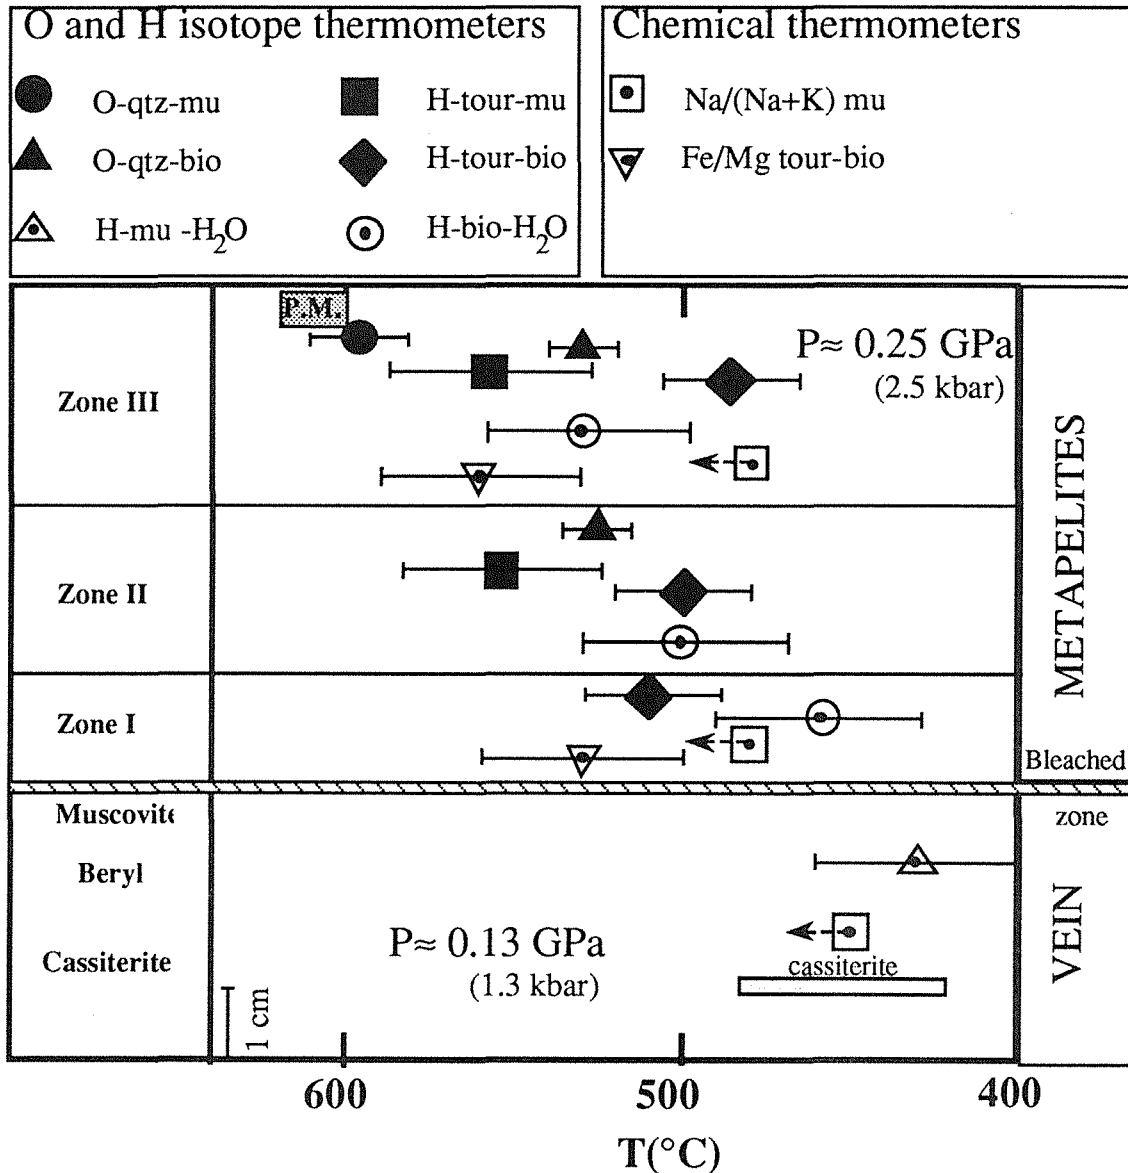 O and H isotope thermometers
O-qtz-mu
H-tour-mu
O-qtz-bio
H-tour-bio
H-mu -H₂O
H-bio-H₂O
Chemical thermometers
Na/(Na+K) mu
Fe/Mg tour-bio
P.M.
P≈ 0.25 GPa
(2.5 kbar)
Zone III
Zone II
Zone I
METAPELITES
Bleached
zone
Muscovite
Beryl
Cassiterite
P≈ 0.13 GPa
(1.3 kbar)
cassiterite
VEIN
1 cm
600
500
400
T(°C)